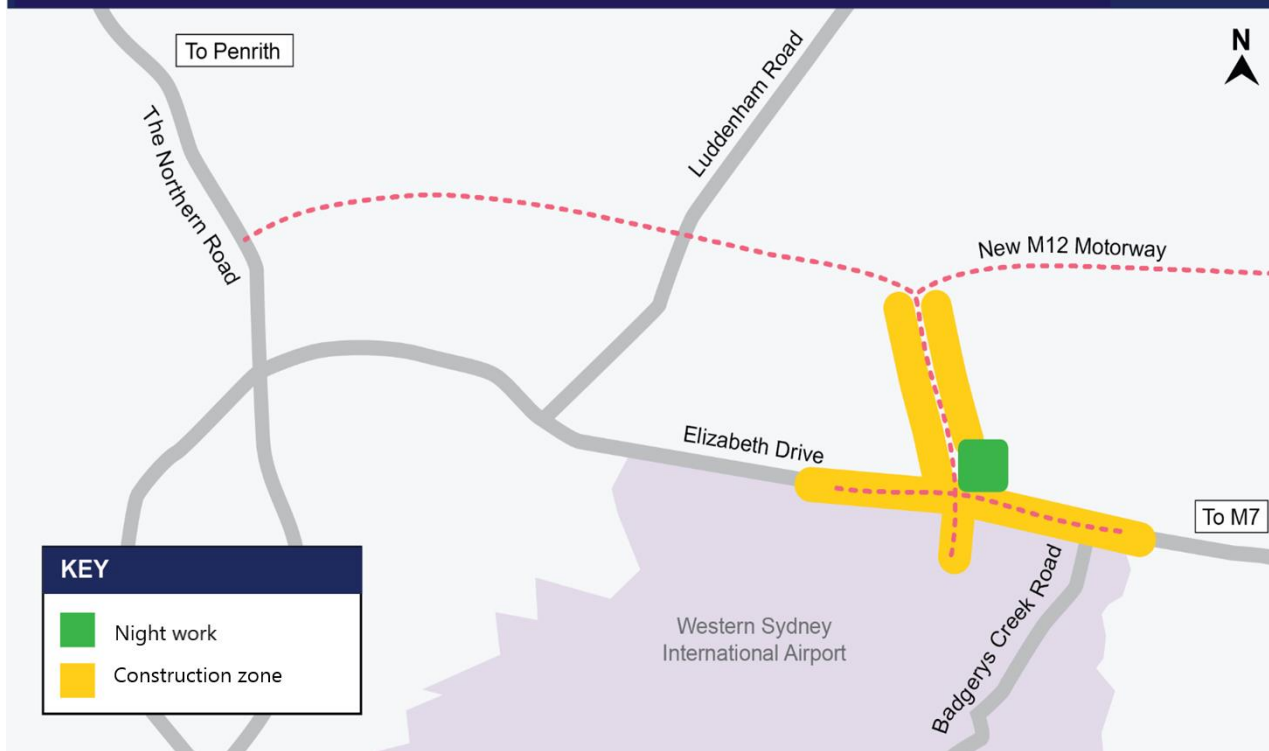 To Penrith
N
The Northern Road
Luddenham Road
New M12 Motorway
Elizabeth Drive
To M7
KEY
Night work
Construction zone
Western Sydney
International Airport
Badgerys Creek Road